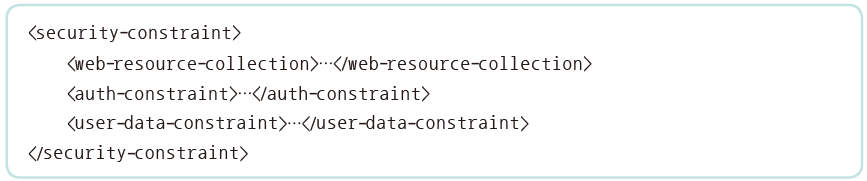 <security-constraint>
<web-resource-collection>…</web-resource-collection>
<auth-constraint>…</auth-constraint>
<user-data-constraint>…</user-data-constraint>
</security-constraint>